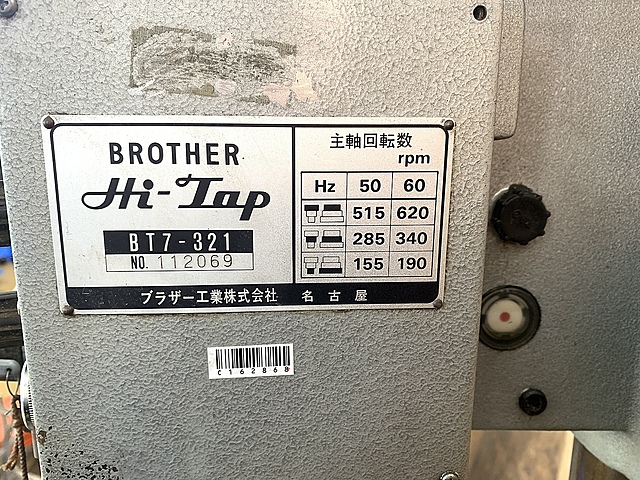 BROTHER
Hi-Tap
BT7-321
NO. 112069
主軸回転数
rpm
Hz 50 60
515 620
285 340
155 190
ブラザー工業株式会社 名古屋
C162868